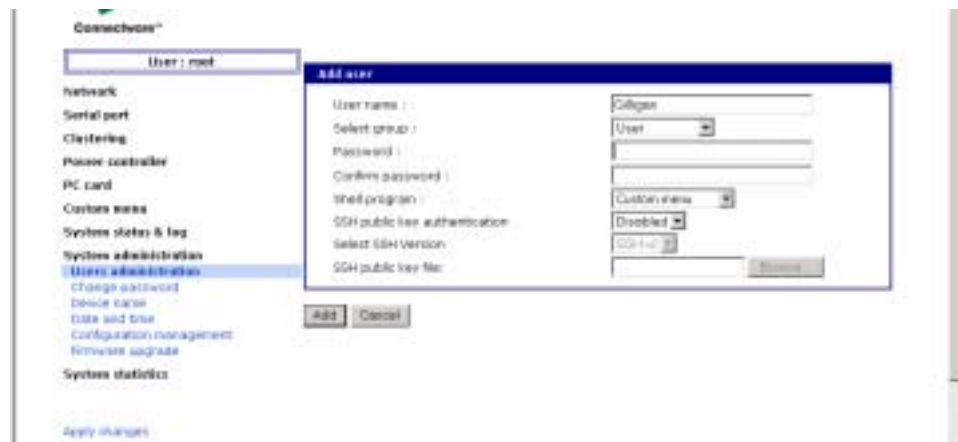 Connectware™
User : root
Network
Serial port
Clustering
Power controller
PC card
Custom menu
System status & log
System administration
Users administration
Change password
Device name
Date and time
Configuration management
Firmware upgrade
System statistics
Apply changes
Add user
User name : Gilligan
Select group : User
Password :
Confirm password :
Shell program : Custom menu
SSH public key authentication Disabled
Select SSH Version SSH v2
SSH public key file: Browse...
Add Cancel